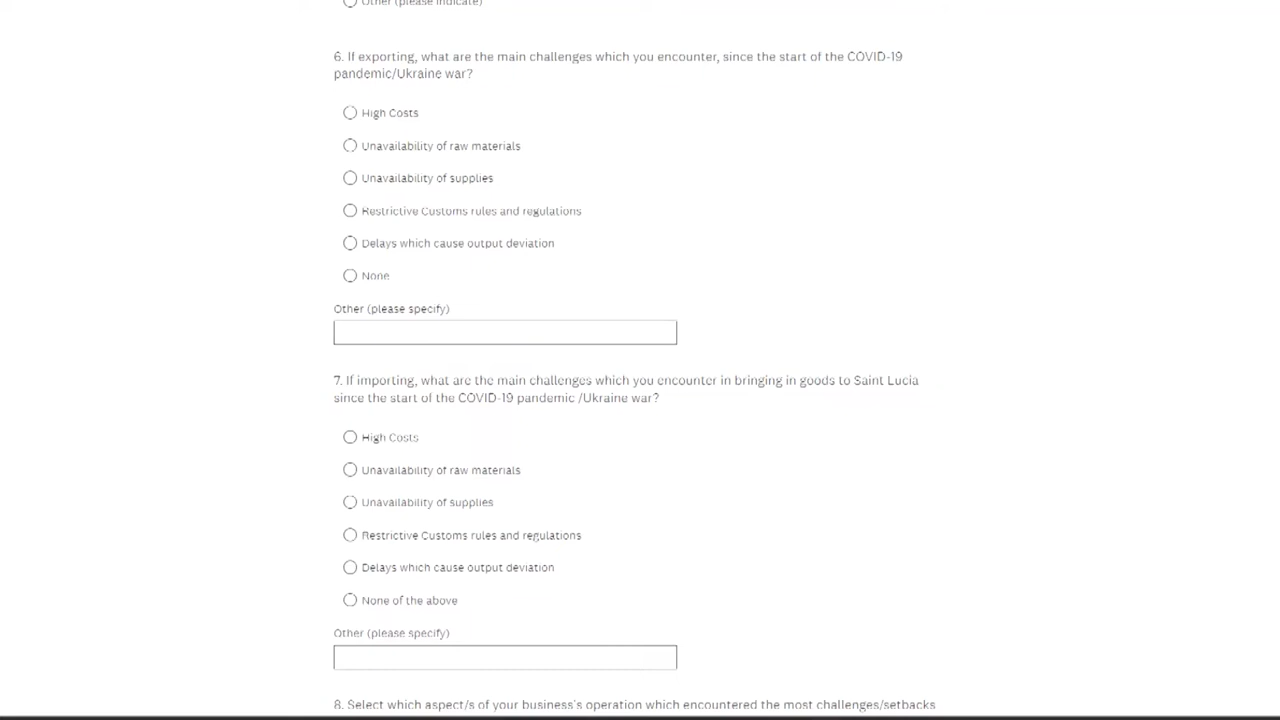 Other (please indicate)
6. If exporting, what are the main challenges which you encounter, since the start of the COVID-19
pandemic/Ukraine war?
High Costs
Unavailability of raw materials
Unavailability of supplies
Restrictive Customs rules and regulations
Delays which cause output deviation
None
Other (please specify)
7. If importing, what are the main challenges which you encounter in bringing in goods to Saint Lucia
since the start of the COVID-19 pandemic /Ukraine war?
High Costs
Unavailability of raw materials
Unavailability of supplies
Restrictive Customs rules and regulations
Delays which cause output deviation
None of the above
Other (please specify)
8. Select which aspect/s of your business's operation which encountered the most challenges/setbacks